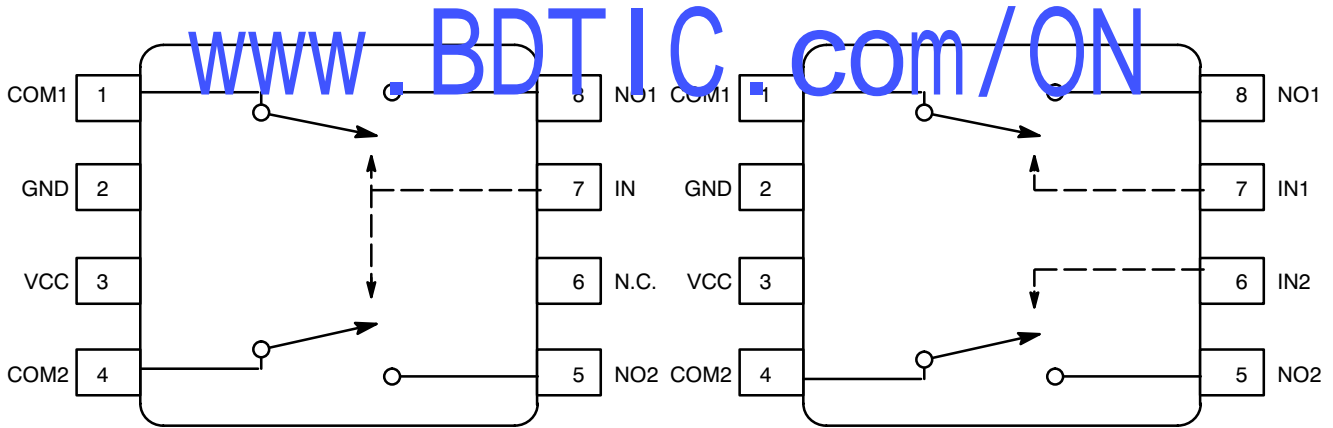 www.BDTIC.com/ON
COM1 1 8 NO1
GND 2 7 IN
VCC 3 6 N.C.
COM2 4 5 NO2
COM1 1 8 NO1
GND 2 7 IN1
VCC 3 6 IN2
COM2 4 5 NO2